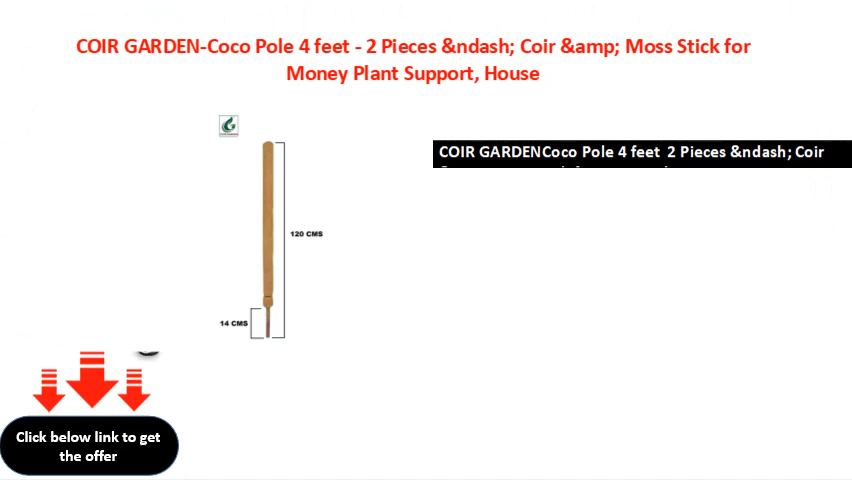 COIR GARDEN-Coco Pole 4 feet - 2 Pieces &ndash; Coir &amp; Moss Stick for
Money Plant Support, House
COIR GARDENCoco Pole 4 feet 2 Pieces &ndash; Coir
120 CMS
14 CMS
Click below link to get
the offer